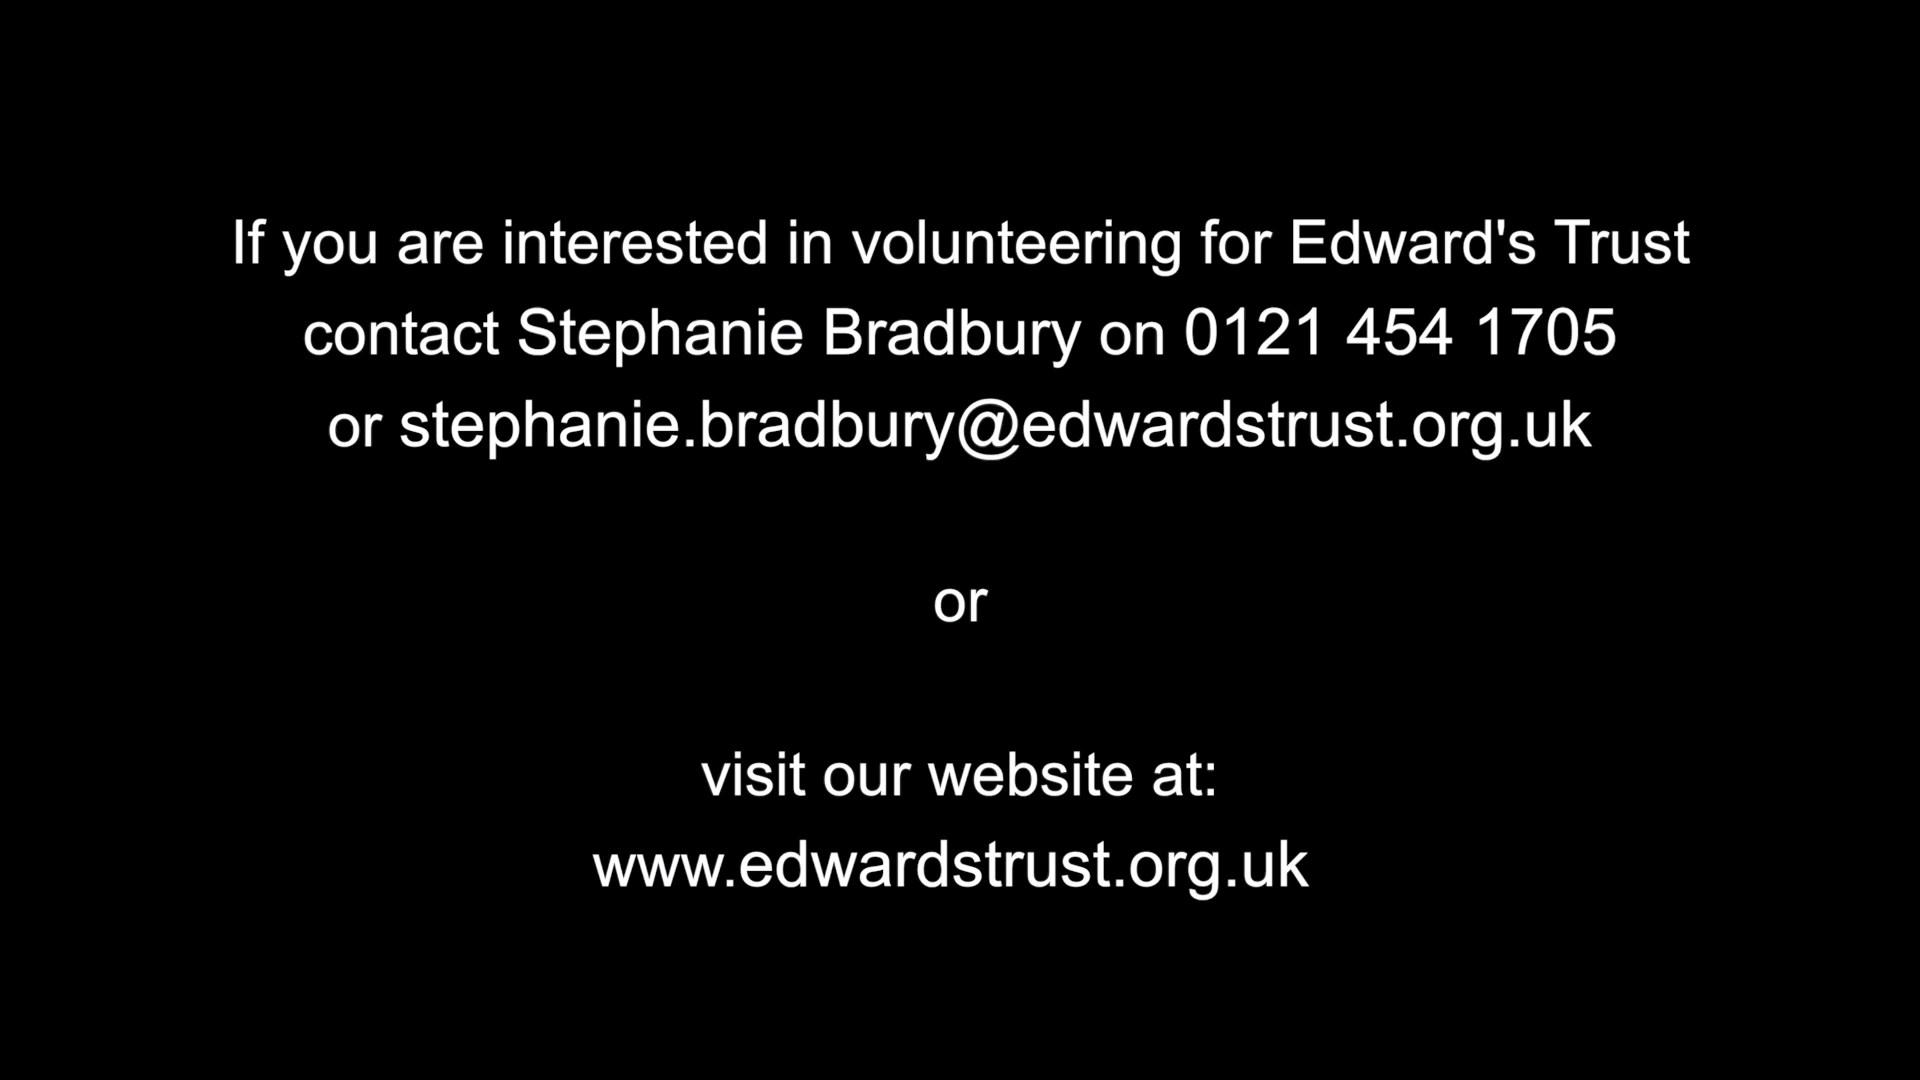 If you are interested in volunteering for Edward's Trust
contact Stephanie Bradbury on 0121 454 1705
or stephanie.bradbury@edwardstrust.org.uk
or
visit our website at:
www.edwardstrust.org.uk